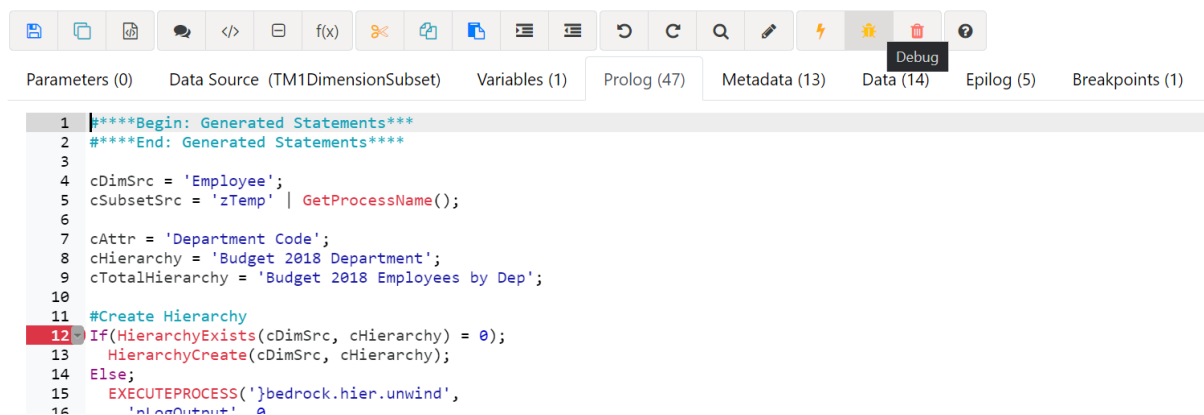 f(x)
Debug
Parameters (0) Data Source (TM1DimensionSubset) Variables (1) Prolog (47) Metadata (13) Data (14) Epilog (5) Breakpoints (1)
1 #****Begin: Generated Statements***
2 #****End: Generated Statements****
3
4 cDimSrc = 'Employee';
5 cSubsetSrc = 'zTemp' | GetProcessName();
6
7 cAttr = 'Department Code';
8 cHierarchy = 'Budget 2018 Department';
9 cTotalHierarchy = 'Budget 2018 Employees by Dep';
10
11 #Create Hierarchy
12 If(HierarchyExists(cDimSrc, cHierarchy) = 0);
13 HierarchyCreate(cDimSrc, cHierarchy);
14 Else;
15 EXECUTEPROCESS('}bedrock.hier.unwind',
16 'pLogOutput', 0,